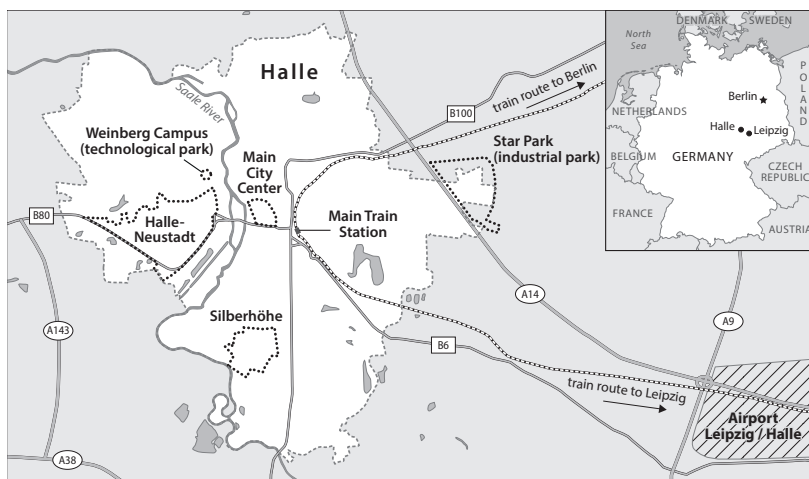 Halle
Saale River
Weinberg Campus
(technological park)
Main
City
Center
B100
train route to Berlin
Star Park
(industrial park)
B80
Halle-
Neustadt
Main Train
Station
Silberhöhe
A143
A14
A9
B6
train route to Leipzig
Airport
Leipzig / Halle
A38
DENMARK
SWEDEN
North
Sea
POLAND
Berlin
NETHERLANDS
Halle
Leipzig
BELGIUM
GERMANY
CZECH
REPUBLIC
FRANCE
AUSTRIA